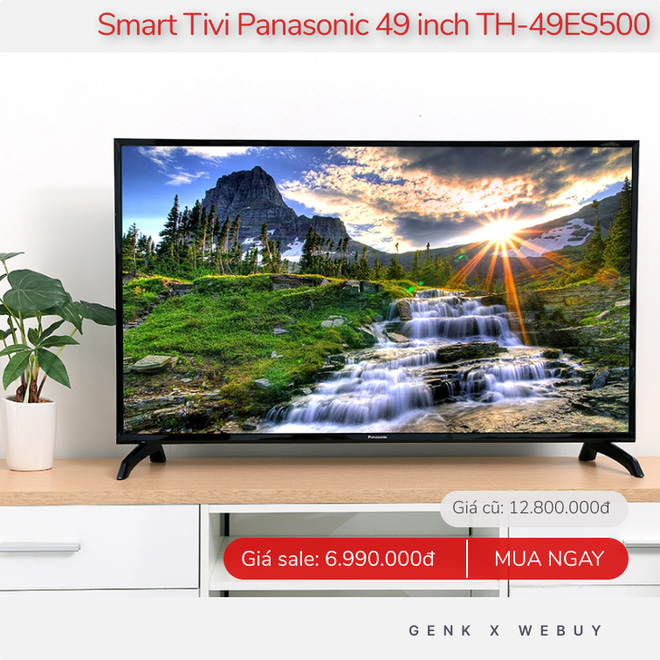 Smart Tivi Panasonic 49 inch TH-49ES500
Panasonic
Giá cũ: 12.800.000đ
Giá sale: 6.990.000đ
MUA NGAY
GENK X WEBUY